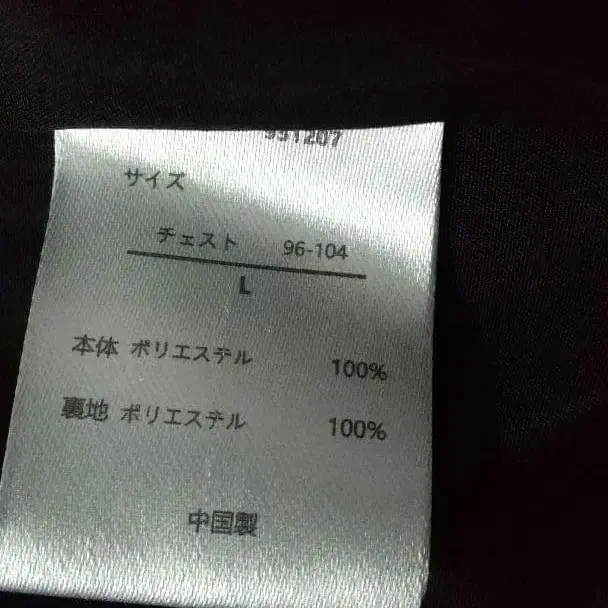 サイズ
チェスト 96-104
L
本体 ポリエステル 100%
裏地 ポリエステル 100%
中国製